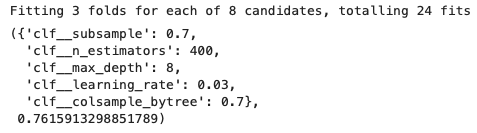 Fitting 3 folds for each of 8 candidates, totalling 24 fits
({'clf__subsample': 0.7,
'clf__n_estimators': 400,
'clf__max_depth': 8,
'clf__learning_rate': 0.03,
'clf__colsample_bytree': 0.7},
0.7615913298851789)